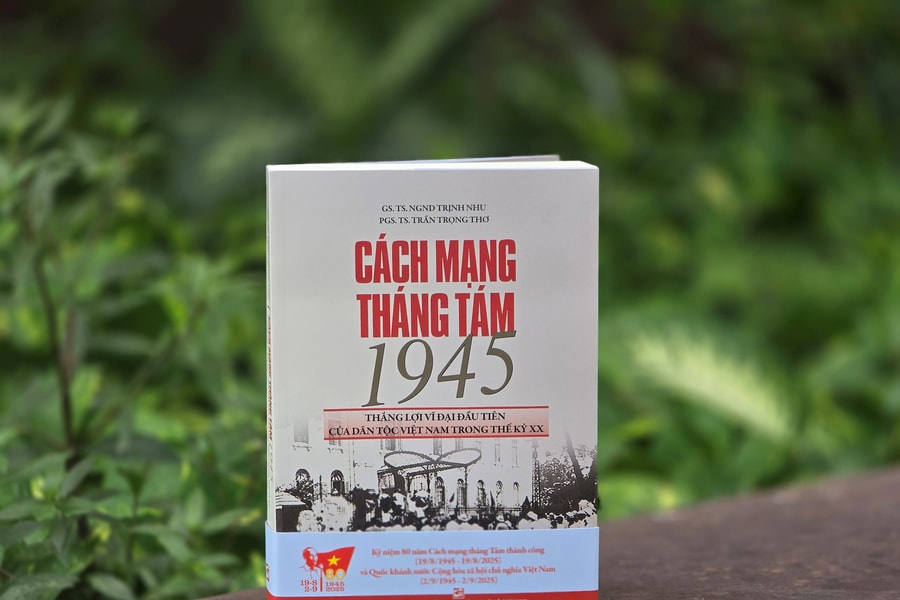 GS. TS. NGND TRỊNH NHU
PGS. TS. TRẦN TRỌNG THƠ
CÁCH MẠNG
THÁNG TÁM
1945
THẮNG LỢI VĨ ĐẠI ĐẦU TIÊN
CỦA DÂN TỘC VIỆT NAM TRONG THẾ KỶ XX
Kỷ niệm 80 năm Cách mạng tháng Tám thành công
(19/8/1945 - 19/8/2025)
và Quốc khánh nước Cộng hòa xã hội chủ nghĩa Việt Nam
(2/9/1945 - 2/9/2025)
80
19-8
2-9
1945
2025